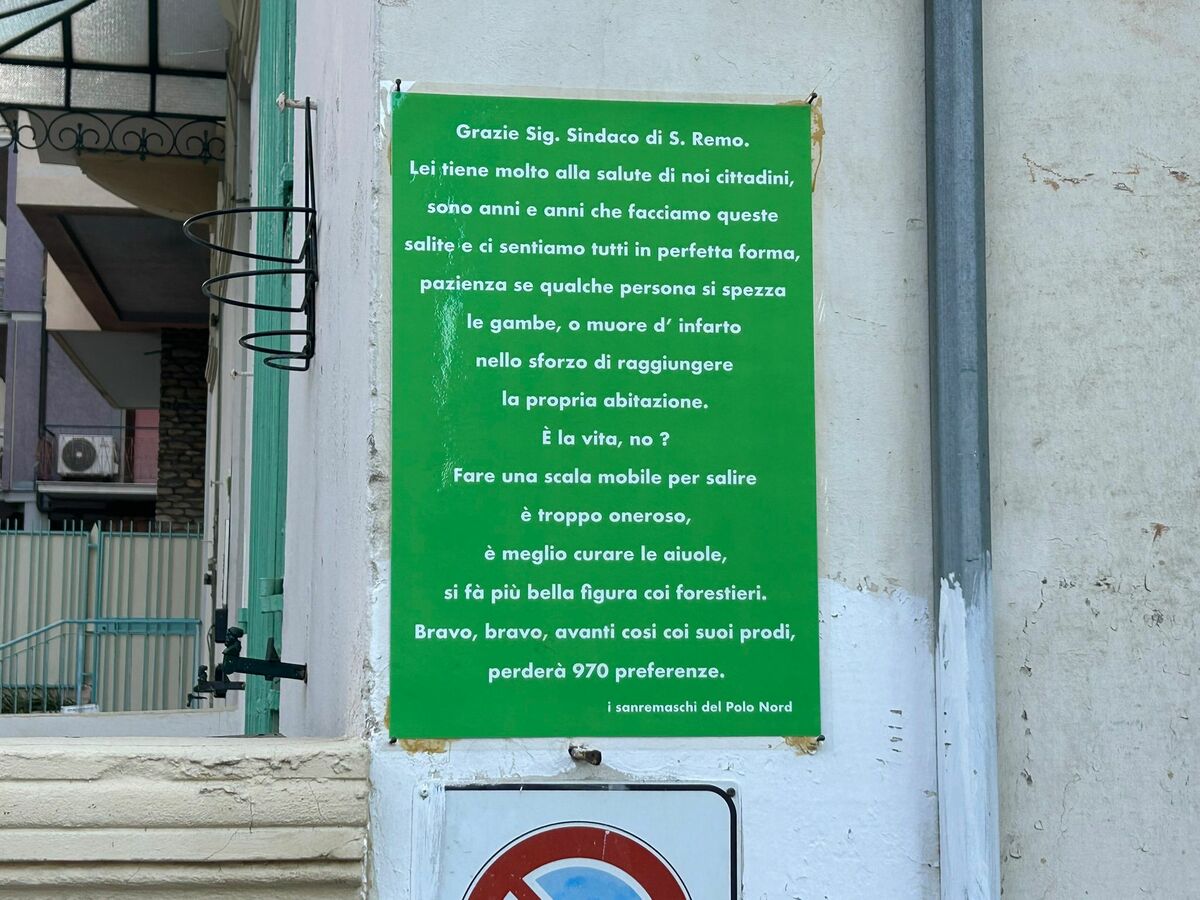 Grazie Sig. Sindaco di S. Remo.
Lei tiene molto alla salute di noi cittadini,
sono anni e anni che facciamo queste
salite e ci sentiamo tutti in perfetta forma,
pazienza se qualche persona si spezza
le gambe, o muore d' infarto
nello sforzo di raggiungere
la propria abitazione.
È la vita, no ?
Fare una scala mobile per salire
è troppo oneroso,
è meglio curare le aiuole,
si fà più bella figura coi forestieri.
Bravo, bravo, avanti cosi coi suoi prodi,
perderà 970 preferenze.
i sanremaschi del Polo Nord